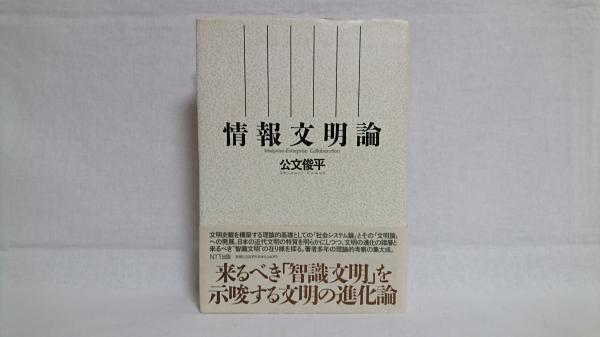 情報文明論
Intelprise-Enterprise Collaboration
公文俊平
Shumpei Kumon
文明史観を構築する理論的基礎としての「社会システム論」とその「文明論」
への発展。日本の近代文明の特質を明らかにしつつ、文明の進化の諸層と
来るべき“智識文明”の在り様を探る。著者多年の理論的考察の集大成。
NTT出版
来るべき「智識文明」を
示唆する文明の進化論